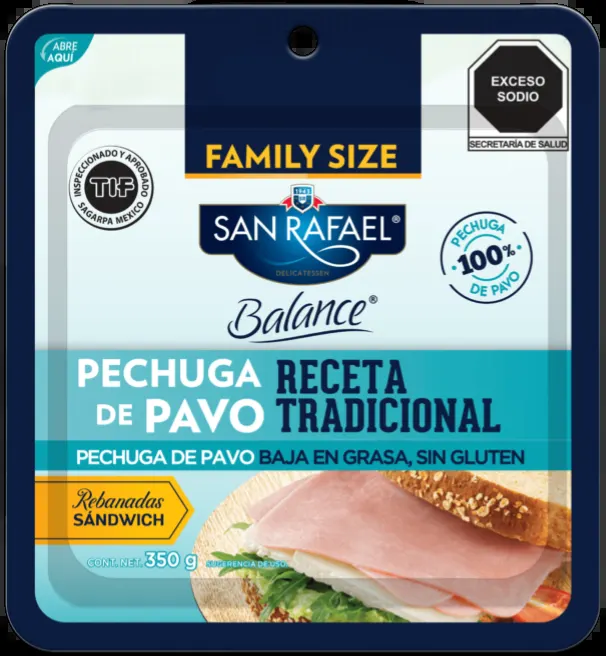 ABRE
AQUÍ
EXCESO
SODIO
SECRETARÍA DE SALUD
FAMILY SIZE
INSPECCIONADO Y APROBADO
TIF
SAGARPA MEXICO
SAN RAFAEL®
DELICATESSEN
Balance®
PECHUGA
100%
DE PAVO
PECHUGA
DE PAVO
RECETA
TRADICIONAL
PECHUGA DE PAVO BAJA EN GRASA, SIN GLUTEN
Rebanadas
SÁNDWICH
CONT. NET. 350 g
SUGERENCIA DE USO